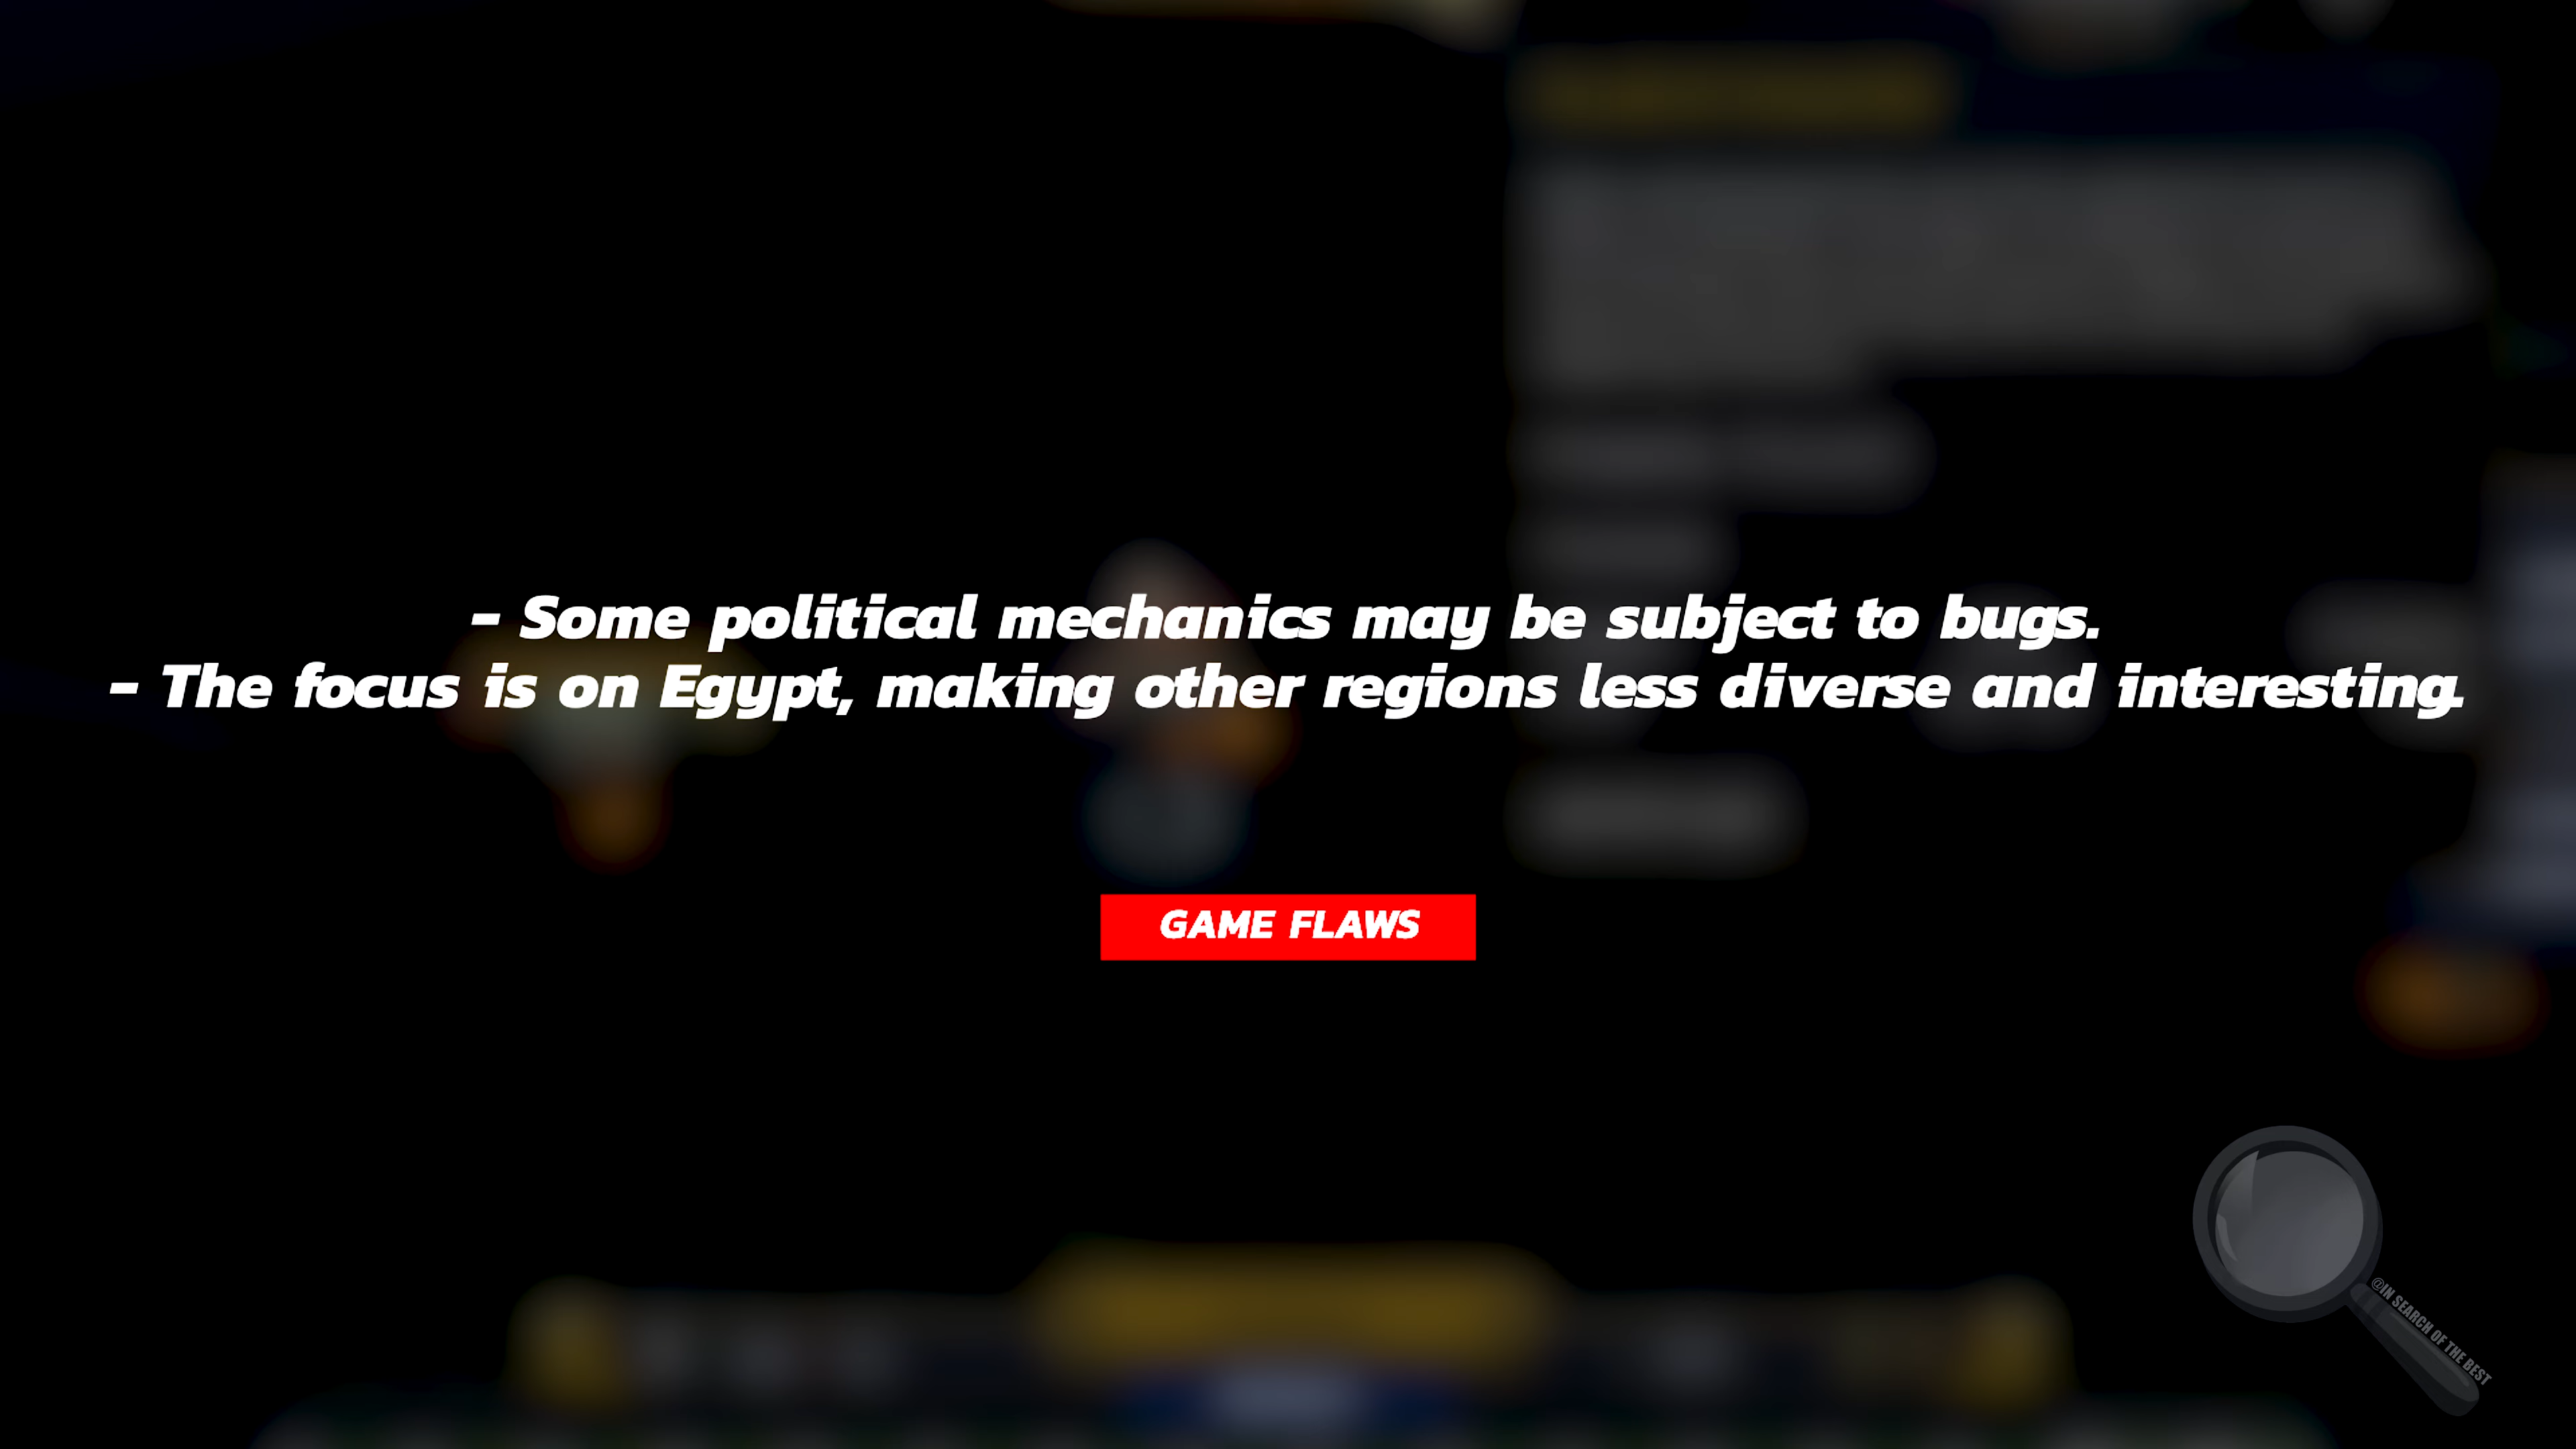 - Some political mechanics may be subject to bugs.
- The focus is on Egypt, making other regions less diverse and interesting.
GAME FLAWS
@IN SEARCH OF THE BEST